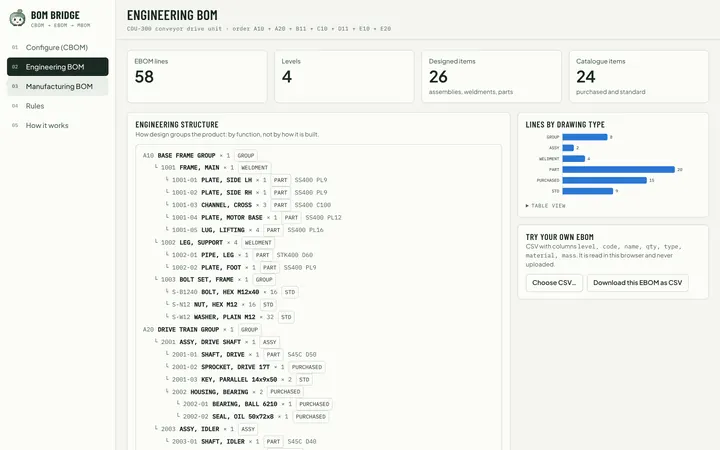 BOM BRIDGE
CBOM → EBOM → MBOM
01 Configure (CBOM)
02 Engineering BOM
03 Manufacturing BOM
04 Rules
05 How it works
ENGINEERING BOM
CDU-300 conveyor drive unit · order A10 + A20 + B11 + C10 + D11 + E10 + E20
EBOM lines
58
Levels
4
Designed items
26
assemblies, weldments, parts
Catalogue items
24
purchased and standard
ENGINEERING STRUCTURE
How design groups the product: by function, not by how it is built.
A10 BASE FRAME GROUP × 1 GROUP
└ 1001 FRAME, MAIN × 1 WELDMENT
└ 1001-01 PLATE, SIDE LH × 1 PART SS400 PL9
└ 1001-02 PLATE, SIDE RH × 1 PART SS400 PL9
└ 1001-03 CHANNEL, CROSS × 3 PART SS400 C100
└ 1001-04 PLATE, MOTOR BASE × 1 PART SS400 PL12
└ 1001-05 LUG, LIFTING × 4 PART SS400 PL16
└ 1002 LEG, SUPPORT × 4 WELDMENT
└ 1002-01 PIPE, LEG × 1 PART STK400 D60
└ 1002-02 PLATE, FOOT × 1 PART SS400 PL9
└ 1003 BOLT SET, FRAME × 1 GROUP
└ S-B1240 BOLT, HEX M12x40 × 16 STD
└ S-N12 NUT, HEX M12 × 16 STD
└ S-W12 WASHER, PLAIN M12 × 32 STD
A20 DRIVE TRAIN GROUP × 1 GROUP
└ 2001 ASSY, DRIVE SHAFT × 1 ASSY
└ 2001-01 SHAFT, DRIVE × 1 PART S45C D50
└ 2001-02 SPROCKET, DRIVE 17T × 1 PURCHASED
└ 2001-03 KEY, PARALLEL 14x9x50 × 2 STD
└ 2002 HOUSING, BEARING × 2 PURCHASED
└ 2002-01 BEARING, BALL 6210 × 1 PURCHASED
└ 2002-02 SEAL, OIL 50x72x8 × 1 PURCHASED
└ 2003 ASSY, IDLER × 1 ASSY
└ 2003-01 SHAFT, IDLER × 1 PART S45C D40
LINES BY DRAWING TYPE
GROUP 8
ASSY 2
WELDMENT 4
PART 20
PURCHASED 15
STD 9
▶ TABLE VIEW
TRY YOUR OWN EBOM
CSV with columns level, code, name, qty, type,
material, mass. It is read in this browser and never
uploaded.
Choose CSV…
Download this EBOM as CSV